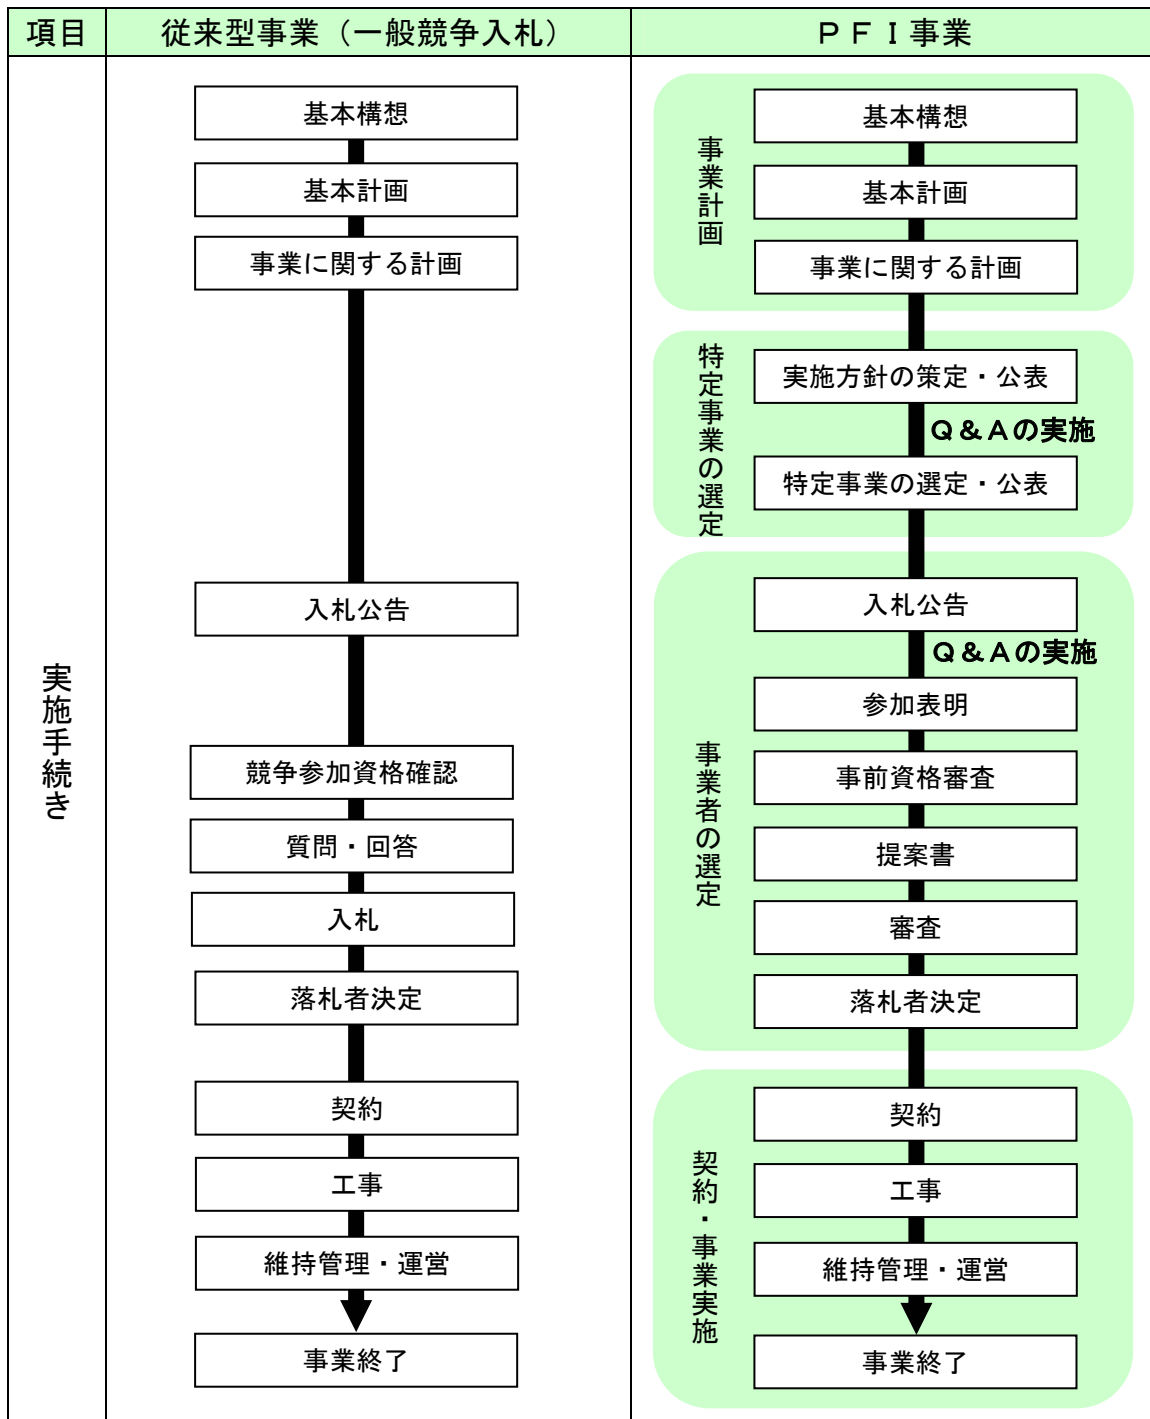 項目
従来型事業（一般競争入札）
ＰＦＩ事業
実施手続き
基本構想
基本計画
事業に関する計画
入札公告
競争参加資格確認
質問・回答
入札
落札者決定
契約
工事
維持管理・運営
事業終了
事業計画
基本構想
基本計画
事業に関する計画
特定事業の選定
実施方針の策定・公表
Ｑ＆Ａの実施
特定事業の選定・公表
事業者の選定
入札公告
Ｑ＆Ａの実施
参加表明
事前資格審査
提案書
審査
落札者決定
契約・事業実施
契約
工事
維持管理・運営
事業終了